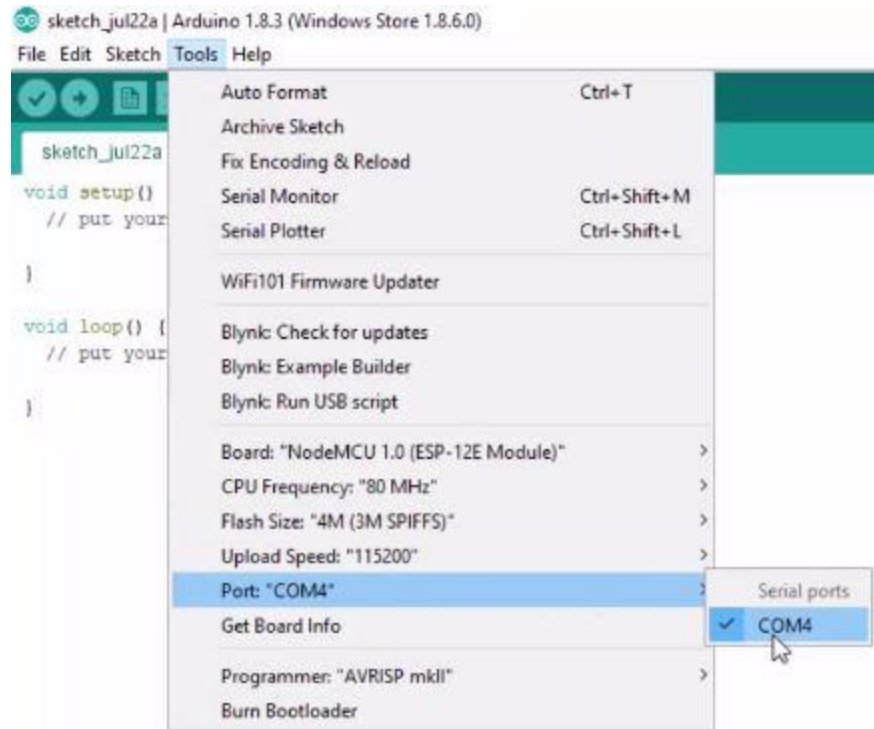 sketch_jul22a | Arduino 1.8.3 (Windows Store 1.8.6.0)
File Edit Sketch Tools Help
Auto Format Ctrl+T
Archive Sketch
sketch_jul22a
Fix Encoding & Reload
void setup()
Serial Monitor Ctrl+Shift+M
// put your
Serial Plotter Ctrl+Shift+L
}
WiFi101 Firmware Updater
void loop() {
Blynk: Check for updates
// put your
Blynk: Example Builder
}
Blynk: Run USB script
Board: "NodeMCU 1.0 (ESP-12E Module)"
CPU Frequency: "80 MHz"
Flash Size: "4M (3M SPIFFS)"
Upload Speed: "115200"
Port: "COM4"
Serial ports
Get Board Info
COM4
Programmer: "AVRISP mkII"
Burn Bootloader